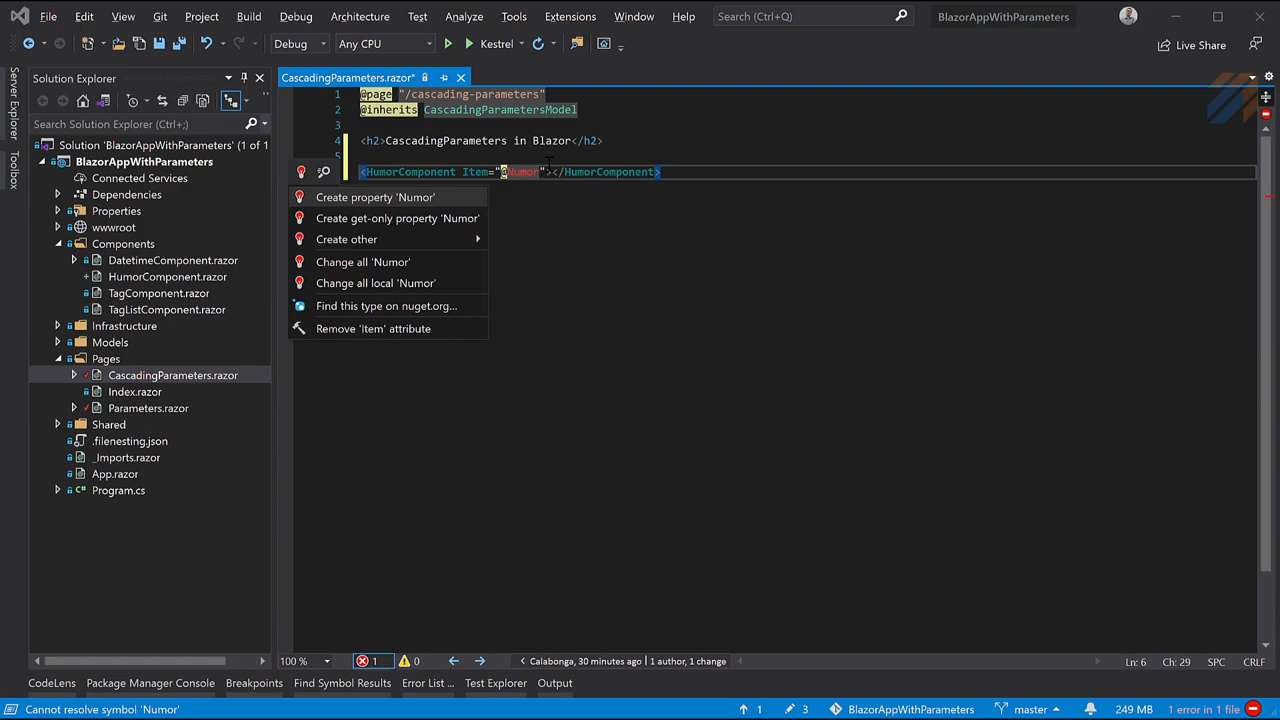 File Edit View Git Project Build Debug Architecture Test Analyze Tools Extensions Window Help Search (Ctrl+Q) BlazorAppWithParameters
Debug Any CPU Kestrel Live Share
Server Explorer
Toolbox
Solution Explorer
Search Solution Explorer (Ctrl+;)
Solution 'BlazorAppWithParameters' (1 of 1)
BlazorAppWithParameters
Connected Services
Dependencies
Properties
wwwroot
Components
DatetimeComponent.razor
HumorComponent.razor
TagComponent.razor
TagListComponent.razor
Infrastructure
Models
Pages
CascadingParameters.razor
Index.razor
Parameters.razor
Shared
.filenesting.json
_Imports.razor
App.razor
Program.cs
CascadingParameters.razor*
1 @page "/cascading-parameters"
2 @inherits CascadingParametersModel
3
4 <h2>CascadingParameters in Blazor</h2>
5
<HumorComponent Item="@Numor"></HumorComponent>
Create property 'Numor'
Create get-only property 'Numor'
Create other
Change all 'Numor'
Change all local 'Numor'
Find this type on nuget.org...
Remove 'Item' attribute
100 % 1 0 Calabonga, 30 minutes ago | 1 author, 1 change Ln: 6 Ch: 29 SPC CRLF
CodeLens Package Manager Console Breakpoints Find Symbol Results Error List ... Test Explorer Output
Cannot resolve symbol 'Numor' 1 3 BlazorAppWithParameters master 249 MB 1 error in 1 file